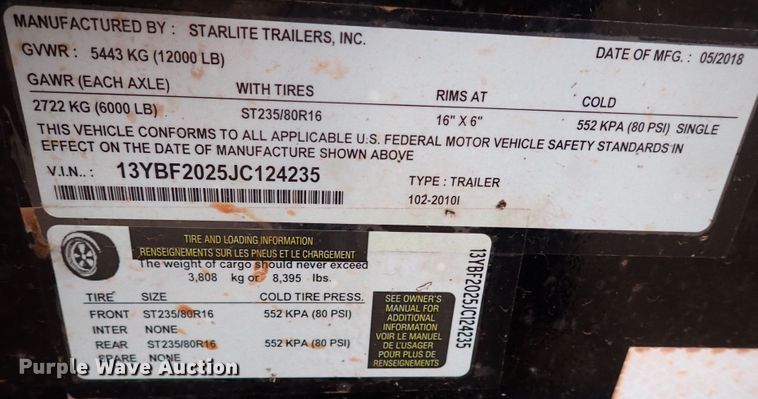 MANUFACTURED BY : STARLITE TRAILERS, INC.
GVWR : 5443 KG (12000 LB) DATE OF MFG. : 05/2018
GAWR (EACH AXLE) WITH TIRES RIMS AT COLD
2722 KG (6000 LB) ST235/80R16 16" X 6" 552 KPA (80 PSI) SINGLE
THIS VEHICLE CONFORMS TO ALL APPLICABLE U.S. FEDERAL MOTOR VEHICLE SAFETY STANDARDS IN
EFFECT ON THE DATE OF MANUFACTURE SHOWN ABOVE
V.I.N.. : 13YBF2025JC124235 TYPE : TRAILER
102-2010I
TIRE AND LOADING INFORMATION
RENSEIGNEMENTS SUR LES PNEUS ET LE CHARGEMENT
The weight of cargo should never exceed
3,808 kg or 8,395 lbs.
TIRE SIZE COLD TIRE PRESS.
FRONT ST235/80R16 552 KPA (80 PSI)
INTER NONE
REAR ST235/80R16 552 KPA (80 PSI)
SPARE NONE
SEE OWNER'S
MANUAL FOR
ADDITIONAL
INFORMATION
VOIR LE MANUEL
DE L'USAGER
POUR PLUS DE
RENSEIGNEMENTS
13YBF2025JC124235
Purple Wave Auction